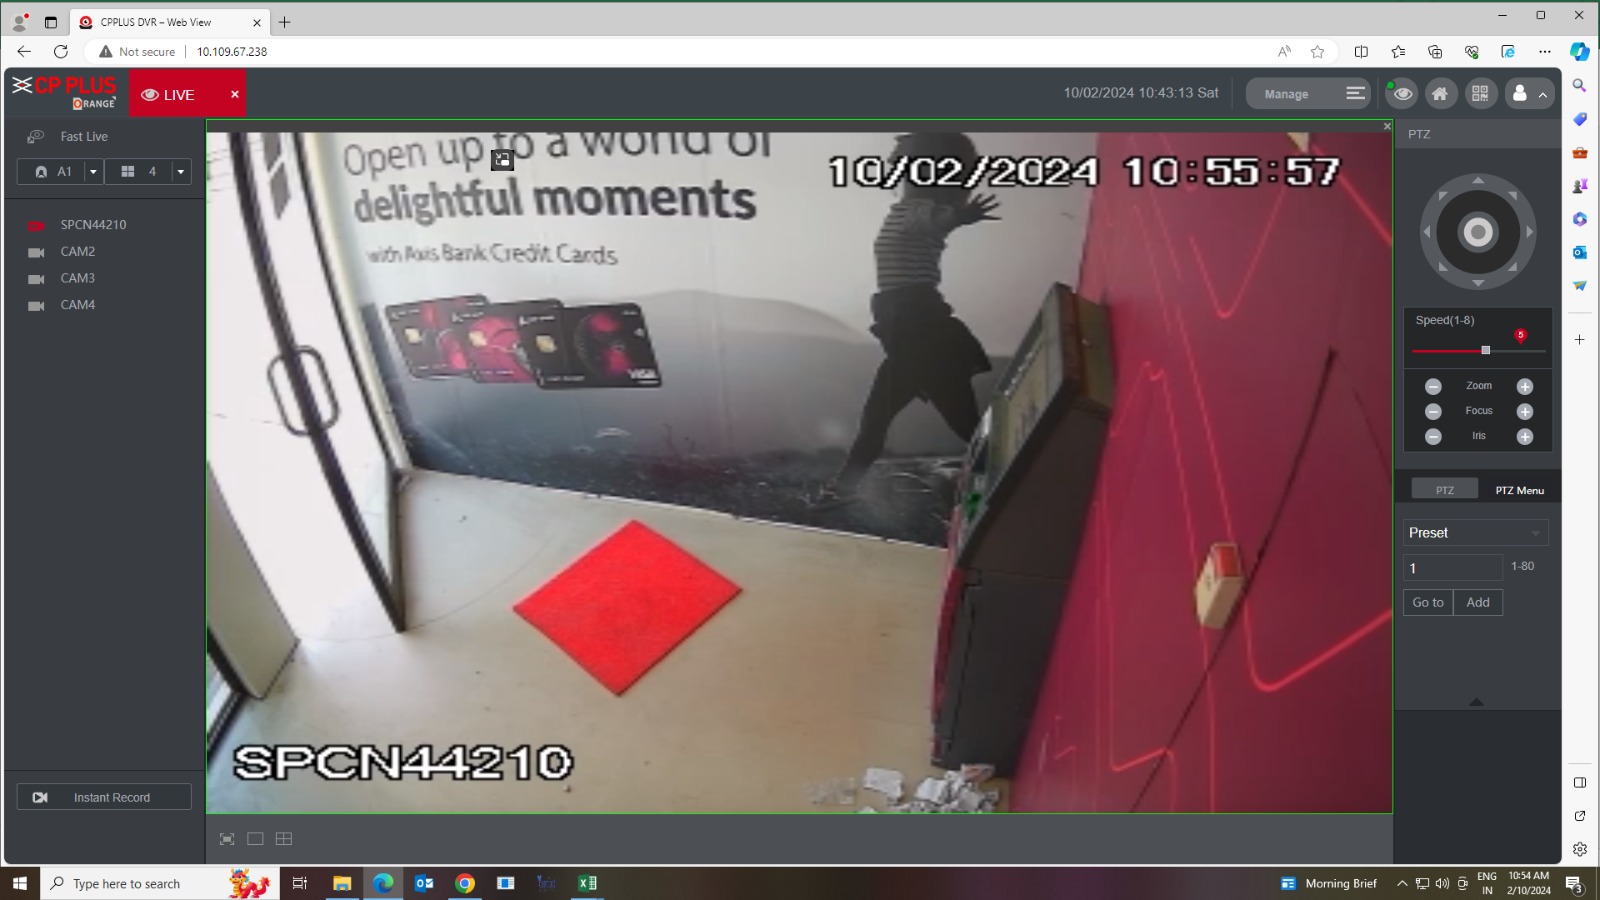 CPPLUS DVR – Web View
Not secure
10.109.67.238
CP PLUS
ORANGE
LIVE
10/02/2024 10:43:13 Sat
Manage
Fast Live
A1
4
SPCN44210
CAM2
CAM3
CAM4
Instant Record
Open up to a world of
delightful moments
with Axis Bank Credit Cards
VISA
10/02/2024 10:55:57
SPCN44210
PTZ
Speed(1-8)
5
Zoom
Focus
Iris
PTZ
PTZ Menu
Preset
1
1-80
Go to
Add
Type here to search
Morning Brief
ENG
IN
10:54 AM
2/10/2024
3